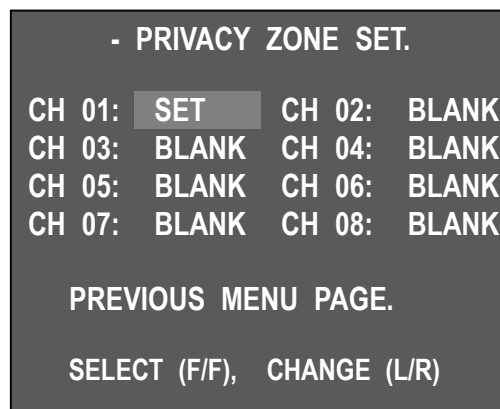 - PRIVACY ZONE SET.
CH 01: SET CH 02: BLANK
CH 03: BLANK CH 04: BLANK
CH 05: BLANK CH 06: BLANK
CH 07: BLANK CH 08: BLANK
PREVIOUS MENU PAGE.
SELECT (F/F), CHANGE (L/R)